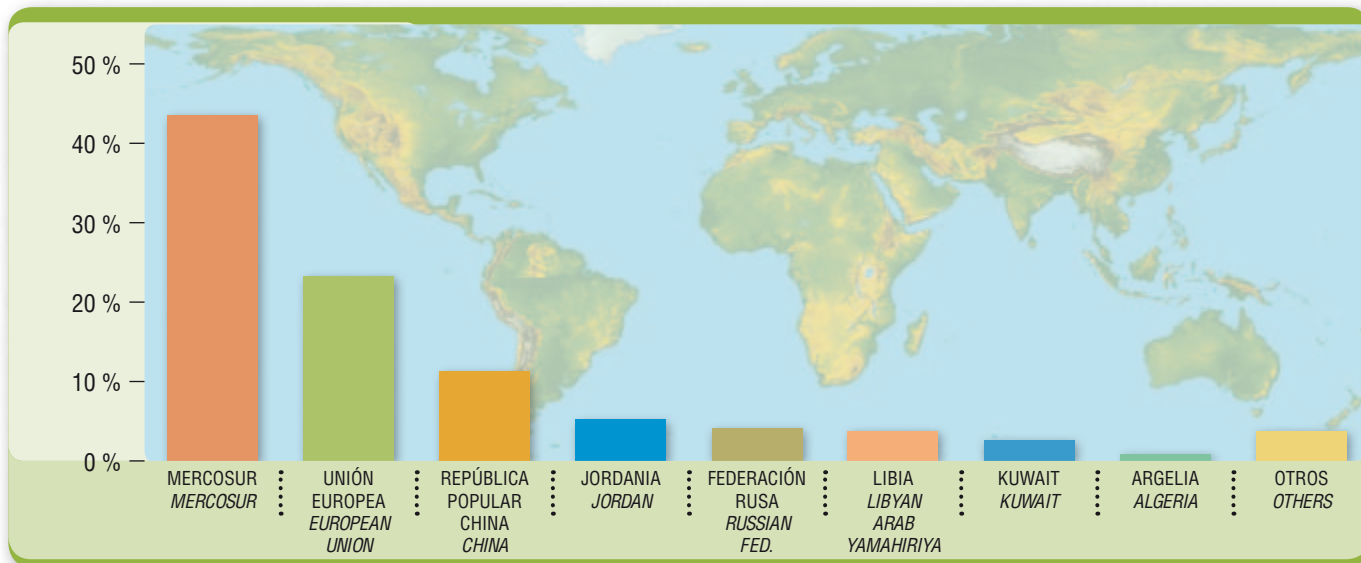 50 %
40 %
30 %
20 %
10 %
0 %
MERCOSUR
MERCOSUR
UNIÓN
EUROPEA
EUROPEAN
UNION
REPÚBLICA
POPULAR
CHINA
CHINA
JORDANIA
JORDAN
FEDERACIÓN
RUSA
RUSSIAN
FED.
LIBIA
LIBYAN
ARAB
YAMAHIRIYA
KUWAIT
KUWAIT
ARGELIA
ALGERIA
OTROS
OTHERS